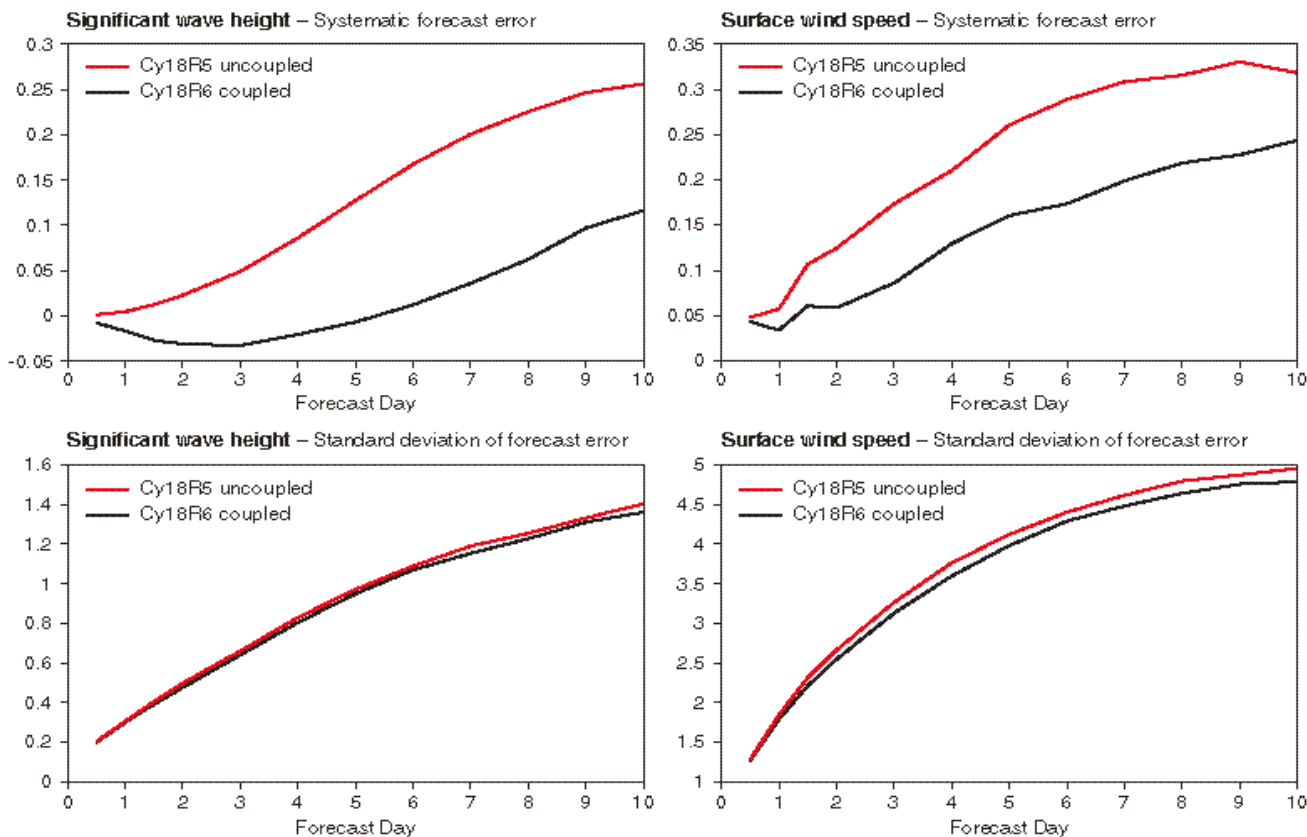 Significant wave height – Systematic forecast error
0.3
0.25
0.2
0.15
0.1
0.05
0
-0.05
Cy18R5 uncoupled
Cy18R6 coupled
0 1 2 3 4 5 6 7 8 9 10
Forecast Day
Surface wind speed – Systematic forecast error
0.35
0.3
0.25
0.2
0.15
0.1
0.05
0
Cy18R5 uncoupled
Cy18R6 coupled
0 1 2 3 4 5 6 7 8 9 10
Forecast Day
Significant wave height – Standard deviation of forecast error
1.6
1.4
1.2
1
0.8
0.6
0.4
0.2
0
Cy18R5 uncoupled
Cy18R6 coupled
0 1 2 3 4 5 6 7 8 9 10
Forecast Day
Surface wind speed – Standard deviation of forecast error
5
4.5
4
3.5
3
2.5
2
1.5
1
Cy18R5 uncoupled
Cy18R6 coupled
0 1 2 3 4 5 6 7 8 9 10
Forecast Day